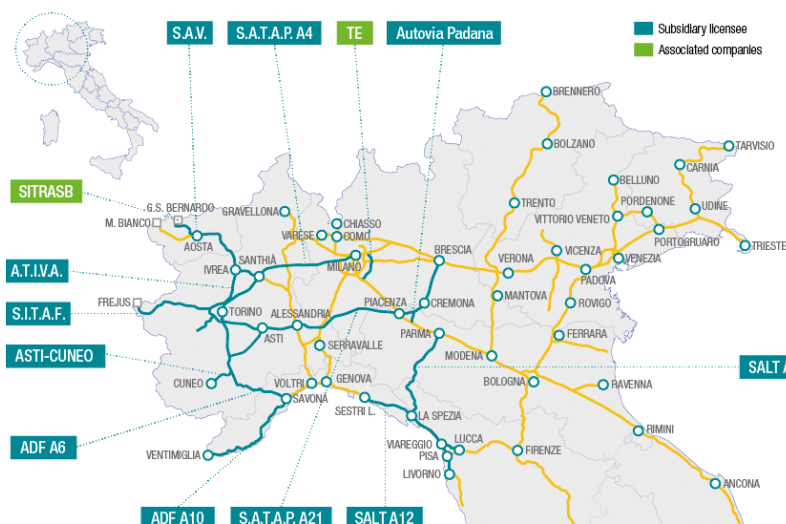 S.A.V.
S.A.T.A.P. A4
TE
Autovia Padana
Subsidiary licensee
Associated companies
BRENNERO
BOLZANO
TARVISIO
CARNIA
SITRASB
G.S. BERNARDO
M. BIANCO
GRAVELLONA
CHIASSO
VARESE
COMO
TRENTO
BELLUNO
PORDENONE
VITTORIO VENETO
UDINE
PORTOGRUARO
TRIESTE
AOSTA
SANTHIÀ
IVREA
MILANO
BRESCIA
VERONA
VICENZA
VENEZIA
PADOVA
A.T.I.V.A.
FREJUS
S.I.T.A.F.
TORINO
ALESSANDRIA
PIACENZA
CREMONA
MANTOVA
ROVIGO
ASTI
SERRAVALLE
PARMA
FERRARA
ASTI-CUNEO
MODENA
SALT A
CUNEO
VOLTRI
GENOVA
SAVONA
SESTRI L.
BOLOGNA
RAVENNA
LA SPEZIA
RIMINI
ADF A6
VENTIMIGLIA
VIAREGGIO
LUCCA
PISA
FIRENZE
LIVORNO
ANCONA
ADF A10
S.A.T.A.P. A21
SALT A12